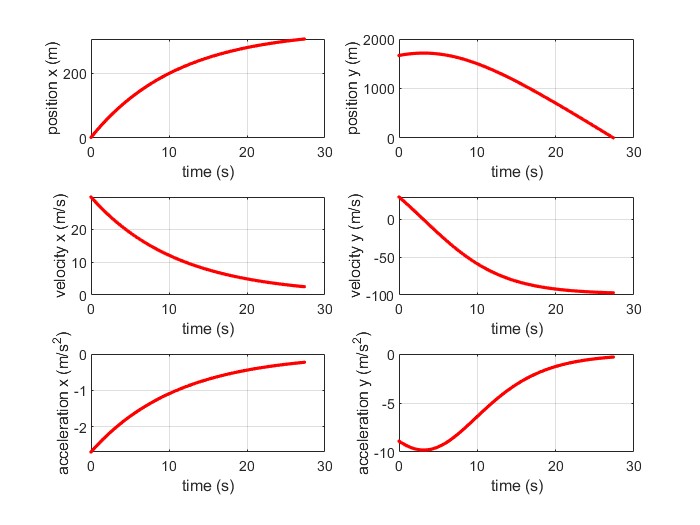 position x (m)
200
0
0 10 20 30
time (s)
position y (m)
2000
1000
0
0 10 20 30
time (s)
velocity x (m/s)
20
10
0
0 10 20 30
time (s)
velocity y (m/s)
0
-50
-100
0 10 20 30
time (s)
acceleration x (m/s²)
0
-1
-2
0 10 20 30
time (s)
acceleration y (m/s²)
0
-5
-10
0 10 20 30
time (s)